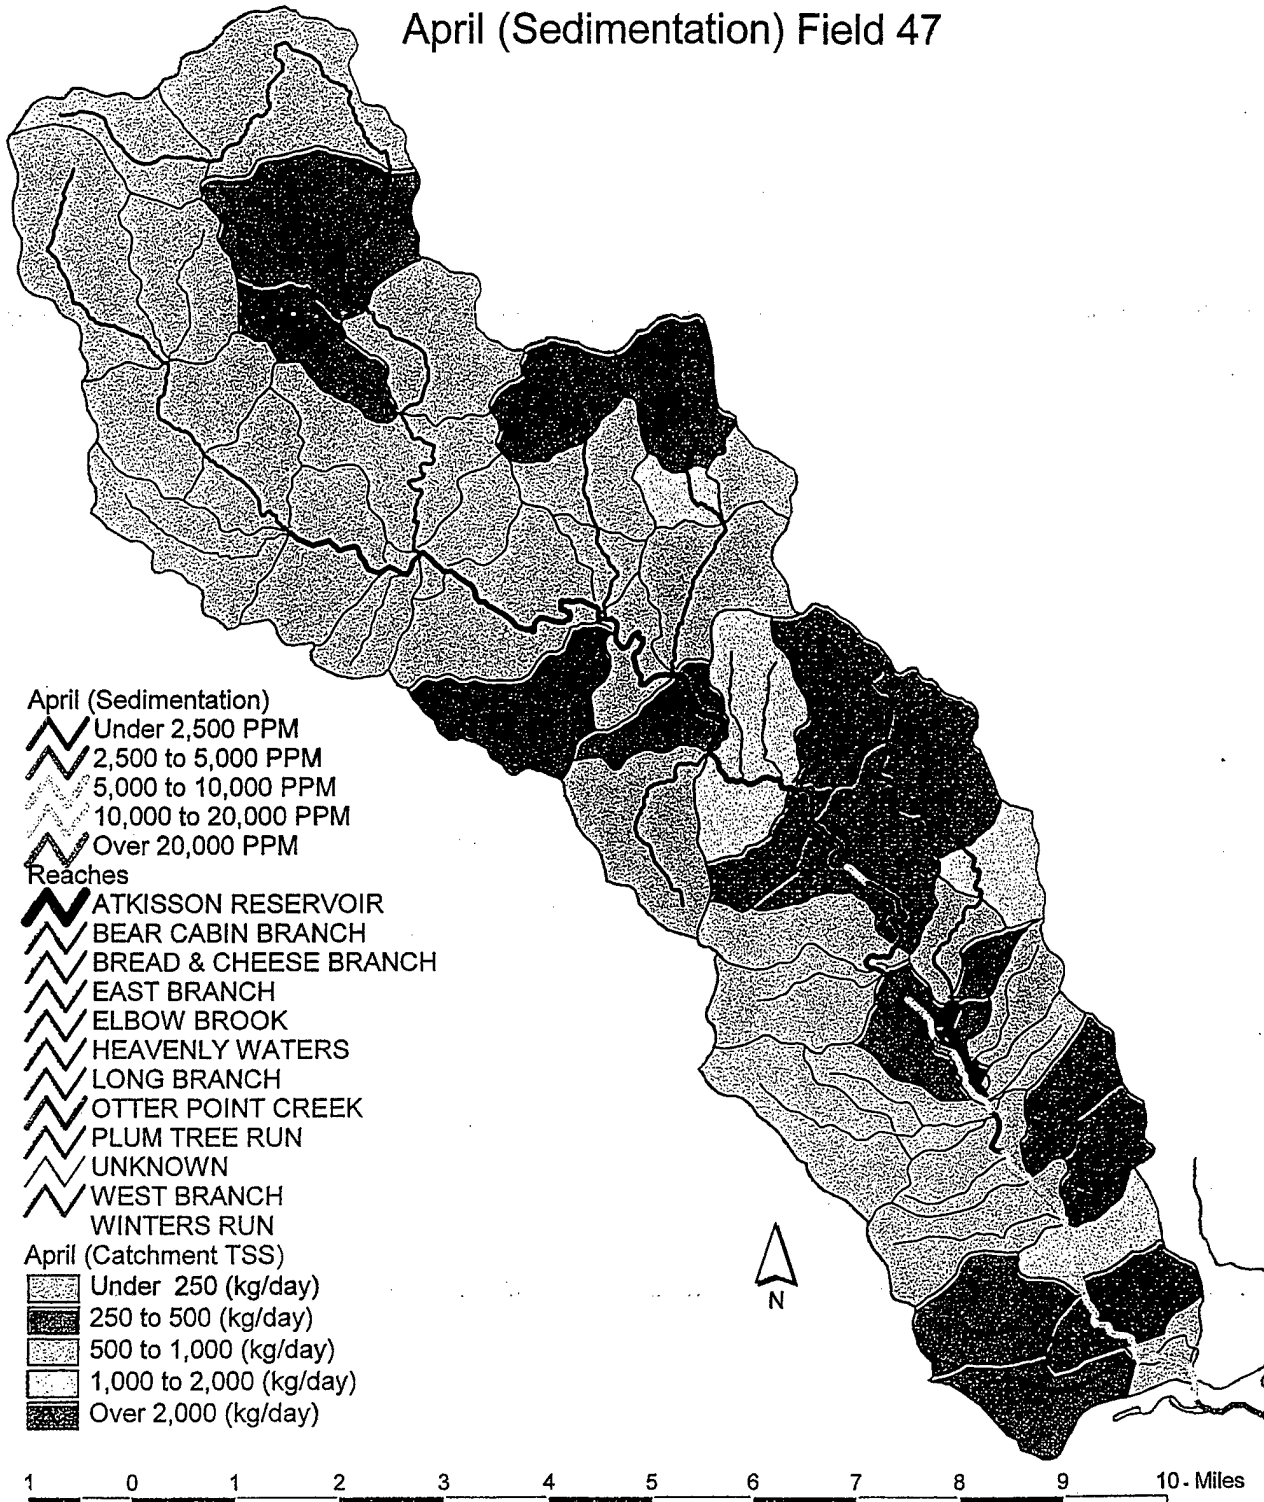 April (Sedimentation) Field 47
April (Sedimentation)
Under 2,500 PPM
2,500 to 5,000 PPM
5,000 to 10,000 PPM
10,000 to 20,000 PPM
Over 20,000 PPM
Reaches
ATKISSON RESERVOIR
BEAR CABIN BRANCH
BREAD & CHEESE BRANCH
EAST BRANCH
ELBOW BROOK
HEAVENLY WATERS
LONG BRANCH
OTTER POINT CREEK
PLUM TREE RUN
UNKNOWN
WEST BRANCH
WINTERS RUN
April (Catchment TSS)
Under 250 (kg/day)
250 to 500 (kg/day)
500 to 1,000 (kg/day)
1,000 to 2,000 (kg/day)
Over 2,000 (kg/day)
N
1 0 1 2 3 4 5 6 7 8 9 10 - Miles